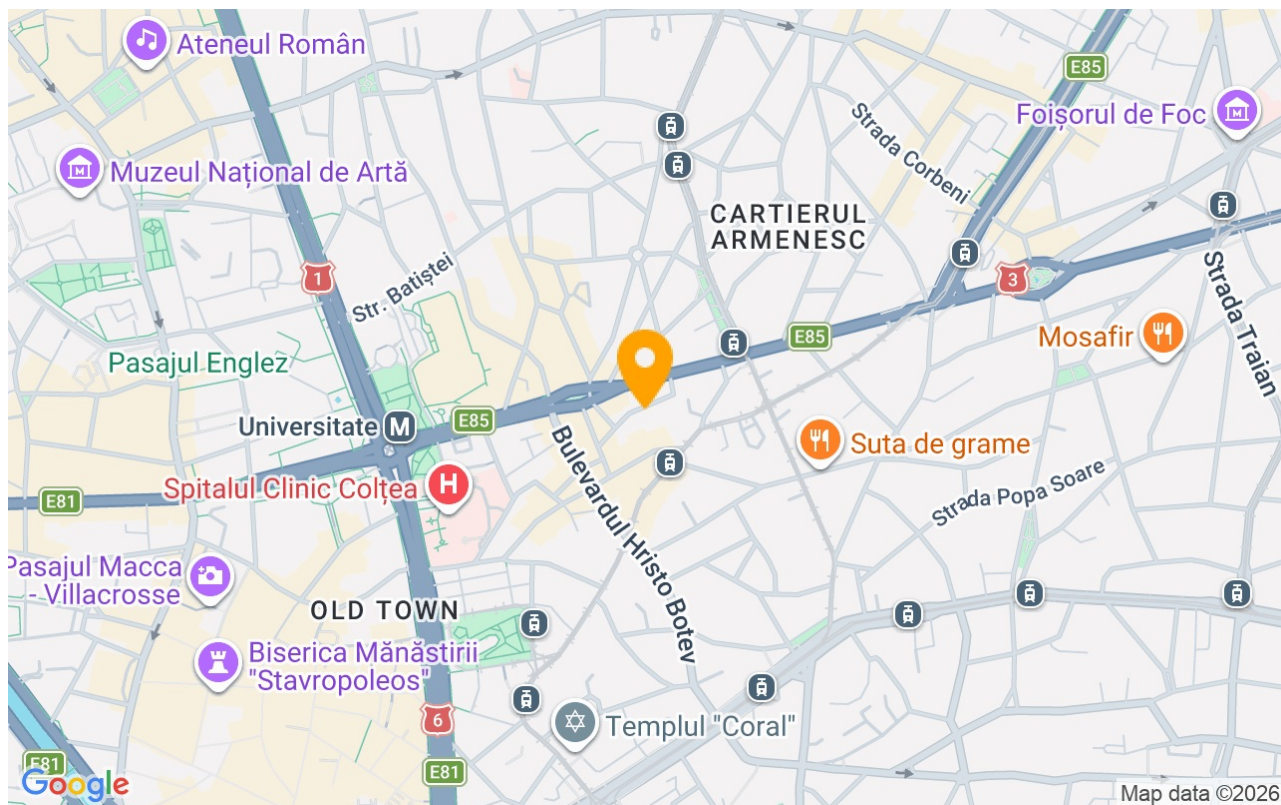 Ateneul Român
E85
Foișorul de Foc
Strada Corbeni
Muzeul Național de Artă
CARTIERUL
ARMENESC
1
Str. Batiștei
3
Strada Traian
E85
Mosafir
Pasajul Englez
Universitate M
E85
Suta de grame
Bulevardul Hristo Botev
Spitalul Clinic Colțea H
E81
Strada Popa Soare
Pasajul Macca
- Villacrosse
OLD TOWN
Biserica Mănăstirii
"Stavropoleos"
6
Templul "Coral"
E81
E81
Google
Map data ©2026